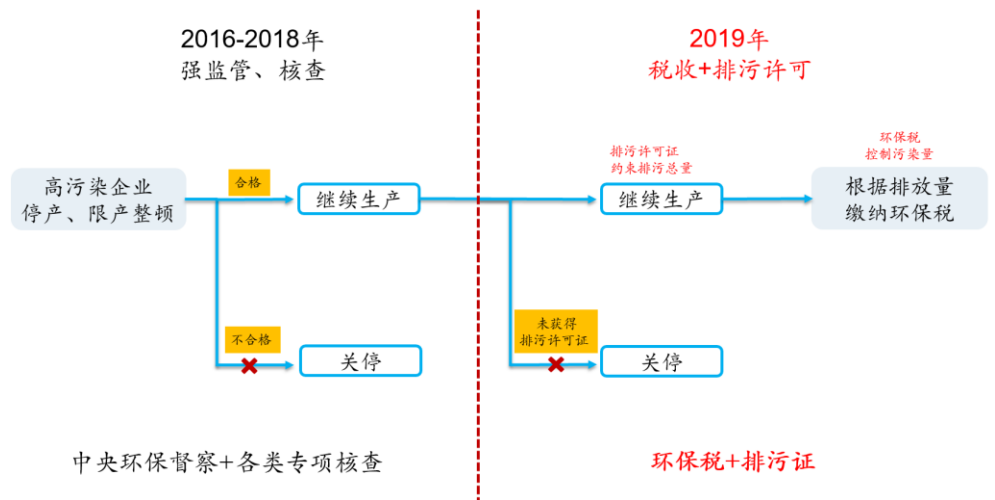 2016-2018年
强监管、核查
2019年
税收+排污许可
高污染企业
停产、限产整顿
合格
继续生产
排污许可证
约束排污总量
继续生产
环保税
控制污染量
根据排放量
缴纳环保税
不合格
关停
未获得
排污许可证
关停
中央环保督察+各类专项核查
环保税+排污证